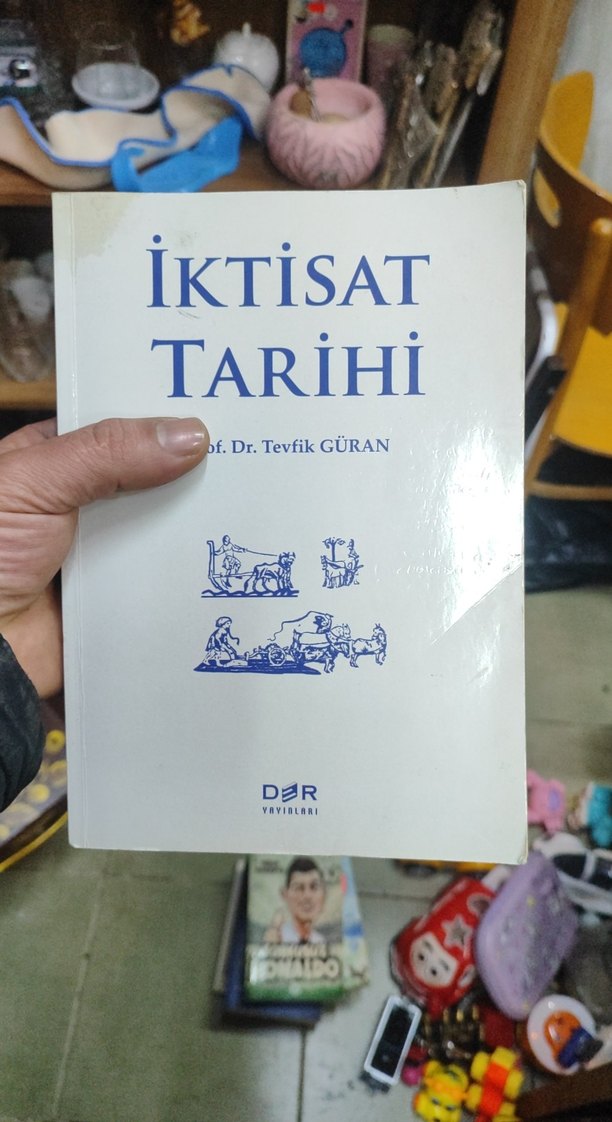 İKTİSAT
TARİHİ
of. Dr. Tevfik GÜRAN
DER
YAYINLARI
RONALDO